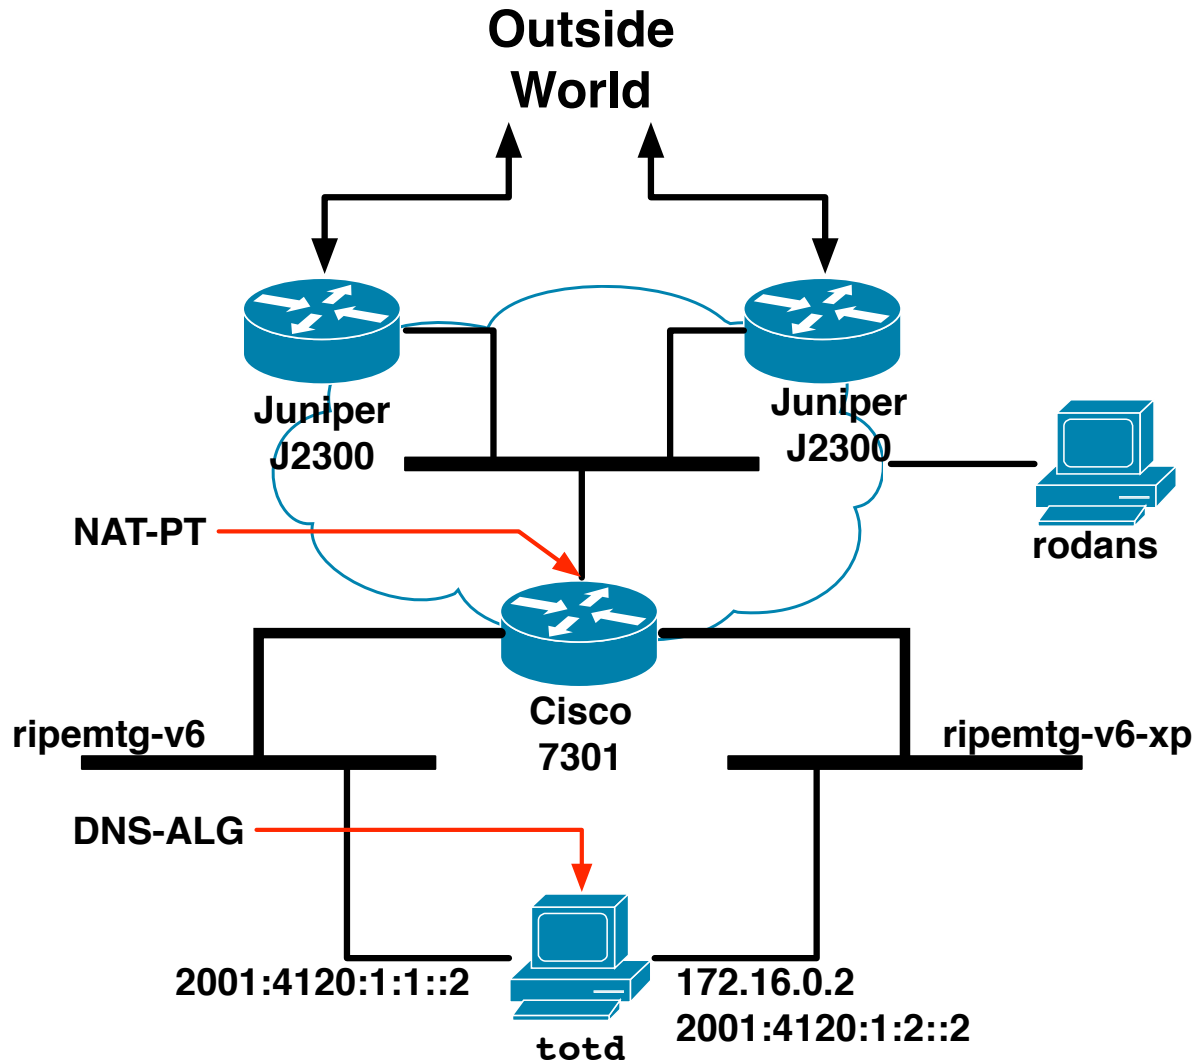 Outside
World
Juniper
J2300
Juniper
J2300
NAT-PT
rodans
Cisco
7301
ripemtg-v6
ripemtg-v6-xp
DNS-ALG
2001:4120:1:1::2
172.16.0.2
2001:4120:1:2::2
totd